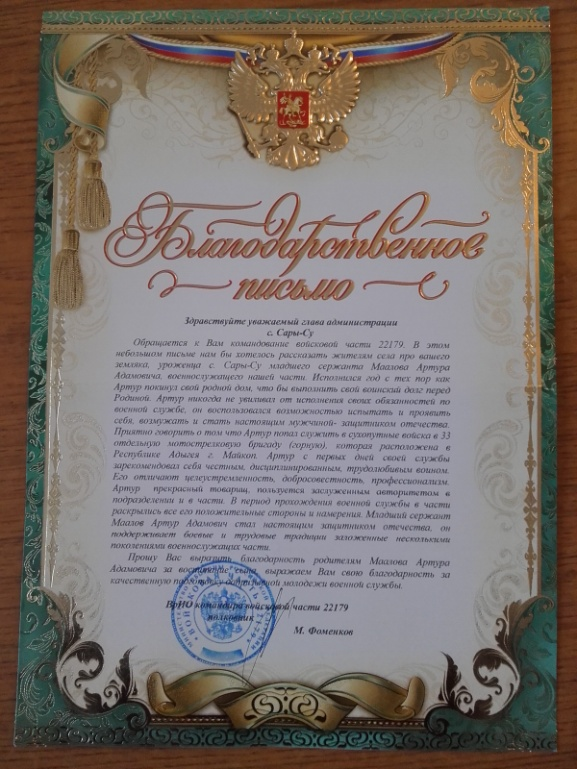 Благодарственное
письмо
Здравствуйте уважаемый глава администрации
с. Сары-Су
Обращается к Вам командование войсковой части 22179. В этом
небольшом письме нам бы хотелось рассказать жителям села про вашего
земляка, уроженца с. Сары-Су младшего сержанта Маалова Артура
Адамовича, военнослужащего нашей части. Исполнился год с тех пор как
Артур покинул свой родной дом, что бы выполнить свой воинский долг перед
Родиной. Артур никогда не увиливал от исполнения своих обязанностей по
военной службе, он воспользовался возможностью испытать и проявить
себя, возмужать и стать настоящим мужчиной- защитником отечества.
Приятно говорить о том что Артур попал служить в сухопутные войска в 33
отдельную мотострелковую бригаду (горную), которая расположена в
Республике Адыгея г. Майкоп. Артур с первых дней своей службы
зарекомендовал себя честным, дисциплинированным, трудолюбивым воином.
Его отличают целеустремленность, добросовестность, профессионализм.
Артур прекрасный товарищ, пользуется заслуженным авторитетом в
подразделении и в части. В период прохождения военной службы в части
раскрылись все его положительные стороны и намерения. Младший сержант
Маалов Артур Адамович стал настоящим защитником отечества, он
поддерживает боевые и трудовые традиции заложенные несколькими
поколениями военнослужащих части.
Прошу Вас выразить благодарность родителям Маалова Артура
Адамовича за воспитание сына, выражаем Вам свою благодарность за
качественную подготовку молодежи военной службы.
ВрИО командира войсковой части 22179
полковник
М. Фоменков